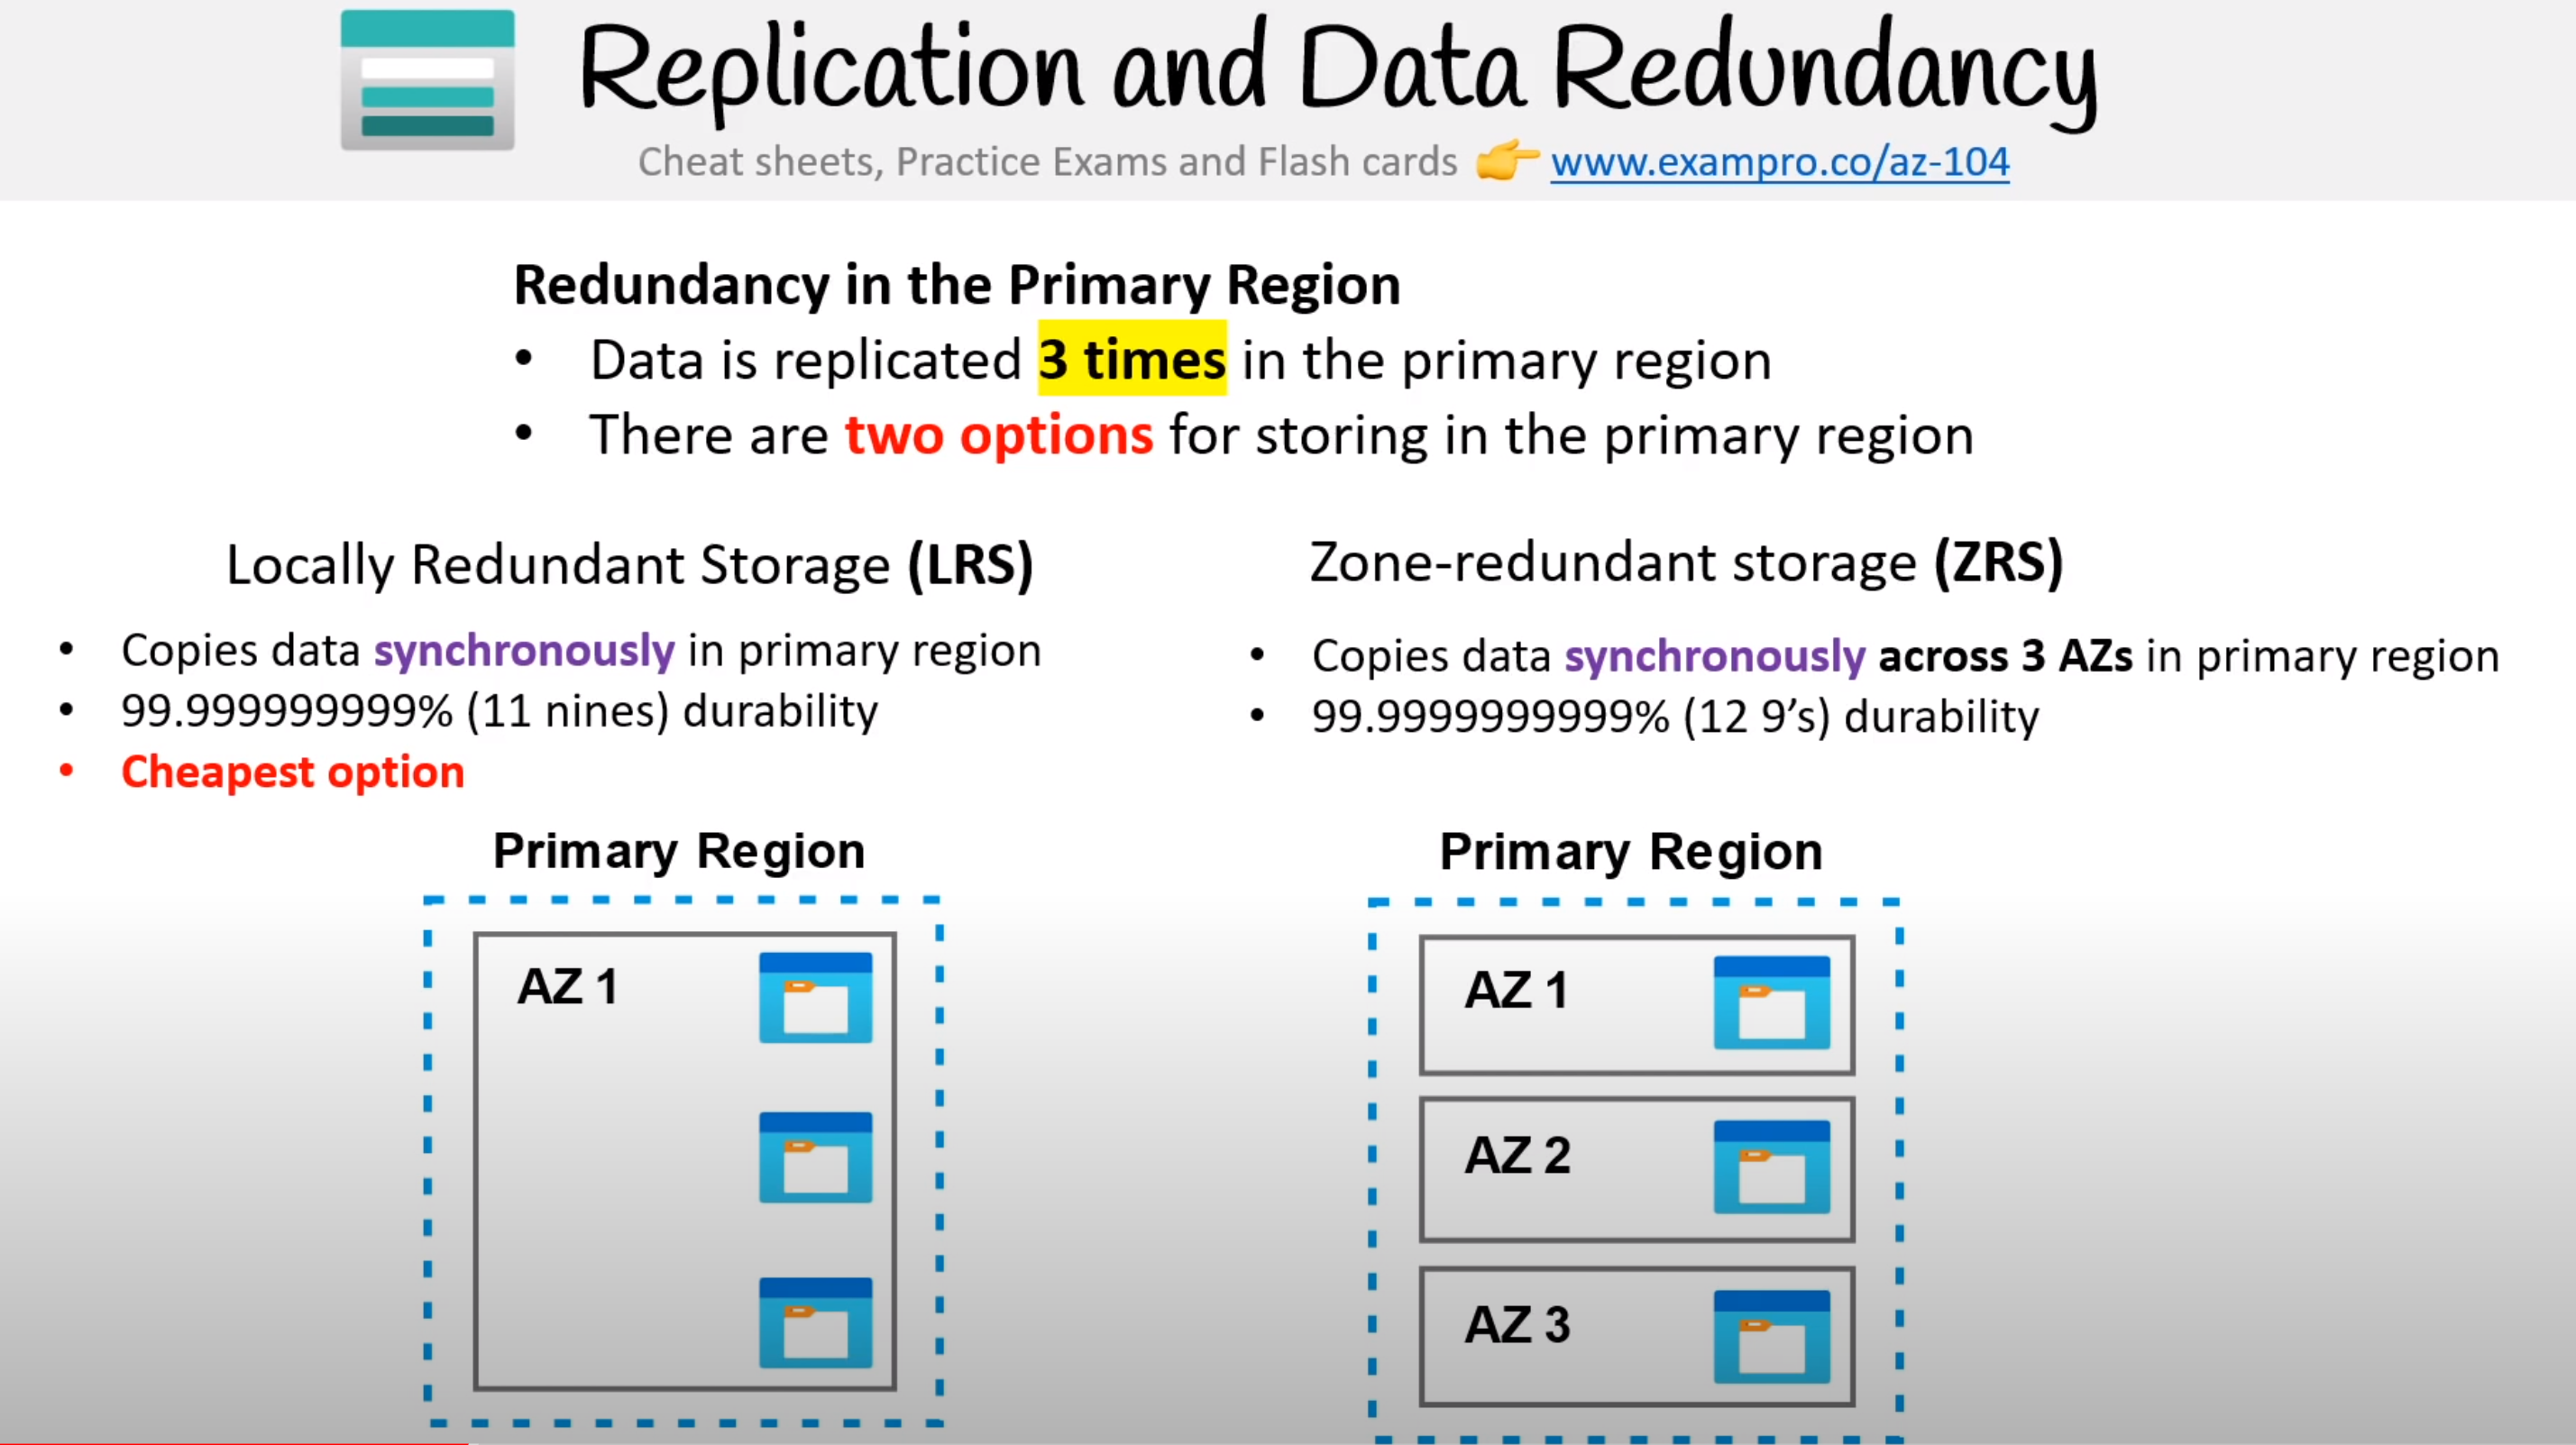 Replication and Data Redundancy
Cheat sheets, Practice Exams and Flash cards 👉 www.exampro.co/az-104
Redundancy in the Primary Region
• Data is replicated 3 times in the primary region
• There are two options for storing in the primary region
Locally Redundant Storage (LRS)
• Copies data synchronously in primary region
• 99.999999999% (11 nines) durability
• Cheapest option
Primary Region
AZ 1
Zone-redundant storage (ZRS)
• Copies data synchronously across 3 AZs in primary region
• 99.9999999999% (12 9’s) durability
Primary Region
AZ 1
AZ 2
AZ 3